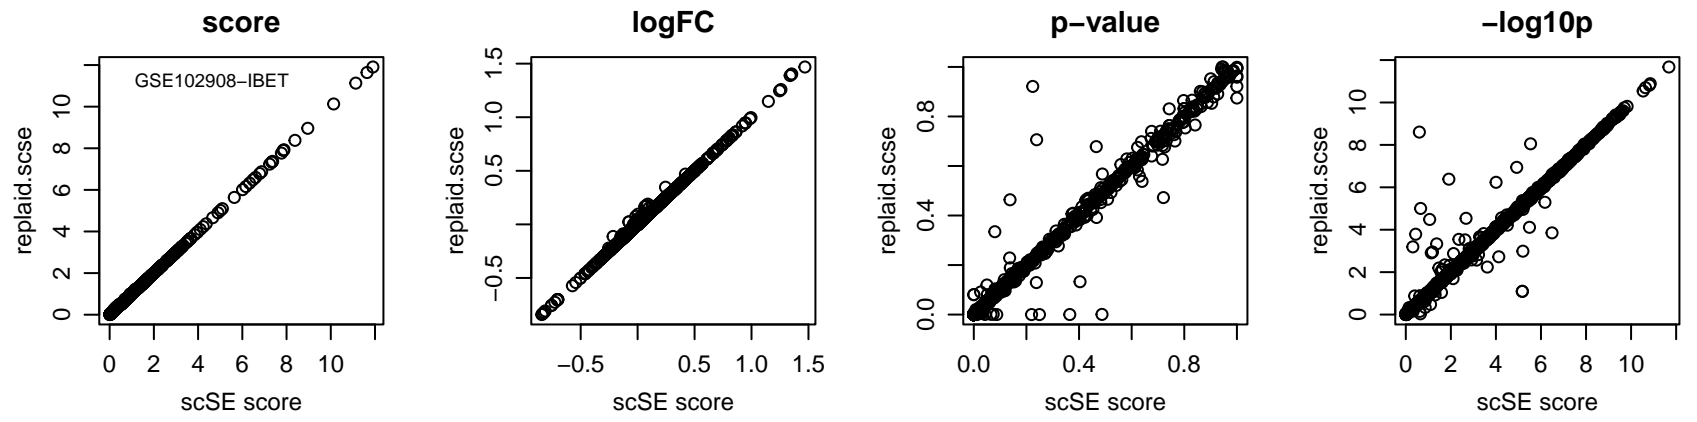 score
GSE102908−IBET
replaid.scse
0 2 4 6 8 10
0 2 4 6 8 10
scSE score
logFC
replaid.scse
−0.5 0.5 1.0 1.5
−0.5 0.5 1.0 1.5
scSE score
p−value
replaid.scse
0.0 0.4 0.8
0.0 0.4 0.8
scSE score
−log10p
replaid.scse
0 2 4 6 8 10
0 2 4 6 8 10
scSE score